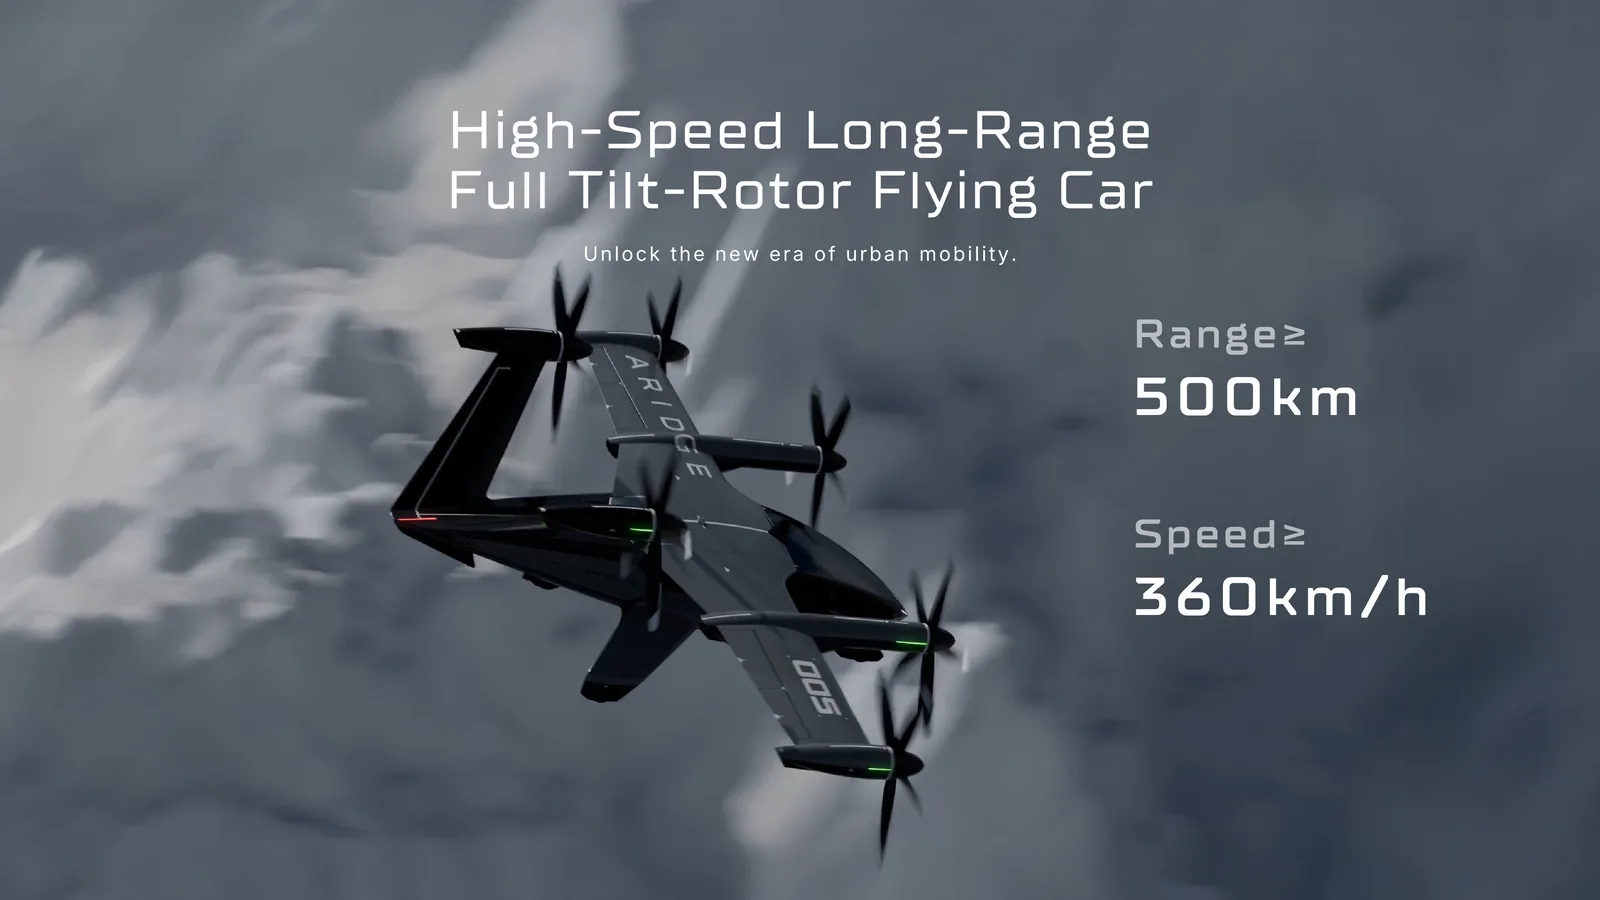 High-Speed Long-Range
Full Tilt-Rotor Flying Car
Unlock the new era of urban mobility.
ARIDGE
Range≥
500km
Speed≥
360km/h
005